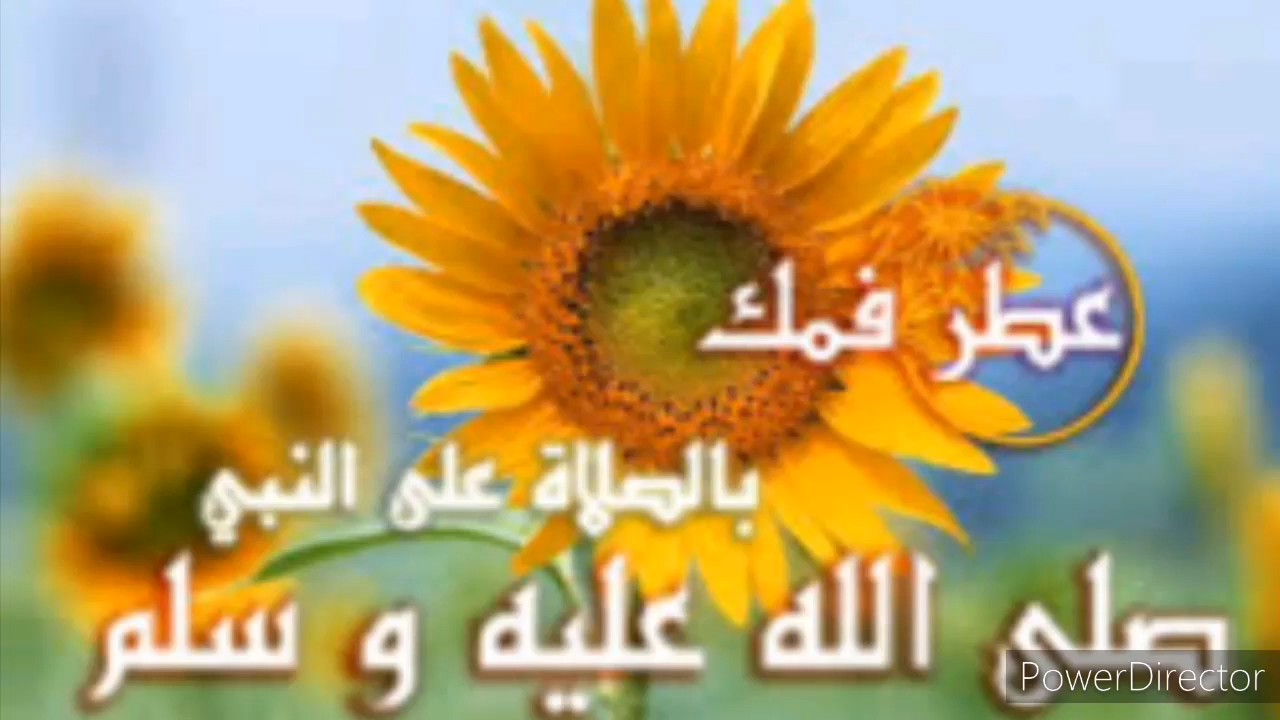 عطر فمك
بالصلاة على النبي
صلى الله عليه و سلم
PowerDirector